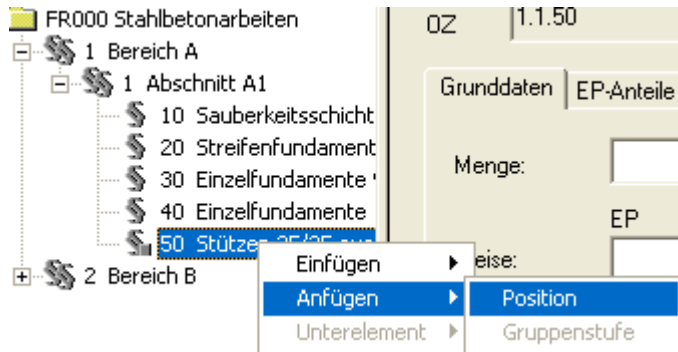 FR000 Stahlbetonarbeiten
1 Bereich A
1 Abschnitt A1
10 Sauberkeitsschicht
20 Streifenfundament
30 Einzelfundamente
40 Einzelfundamente
50 Stützen 25/25
2 Bereich B
OZ 1.1.50
Grunddaten EP-Anteile
Menge:
EP
eise:
Einfügen
Anfügen
Unterelement
Position
Gruppenstufe